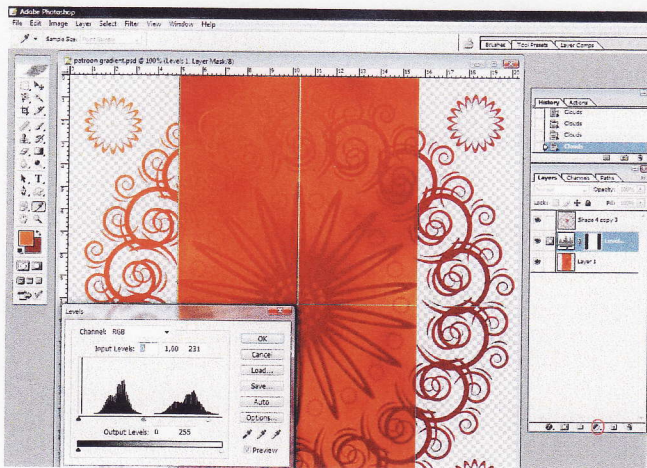 Adobe Photoshop
File Edit Image Layer Select Filter View Window Help
Sample Size:
Brushes Tool Presets Layer Comps
patroon gradient.psd @ 100% (Levels 1, Layer Mask/8)
History Actions
Clouds
Clouds
Clouds
Clouds
Layers Channels Paths
Opacity:
Lock: Fill:
Shape 4 copy 3
Level...
Layer 1
Levels
Channel: RGB
Input Levels: 1,00 231
Output Levels: 0 255
OK
Cancel
Load...
Save...
Auto
Options...
Preview